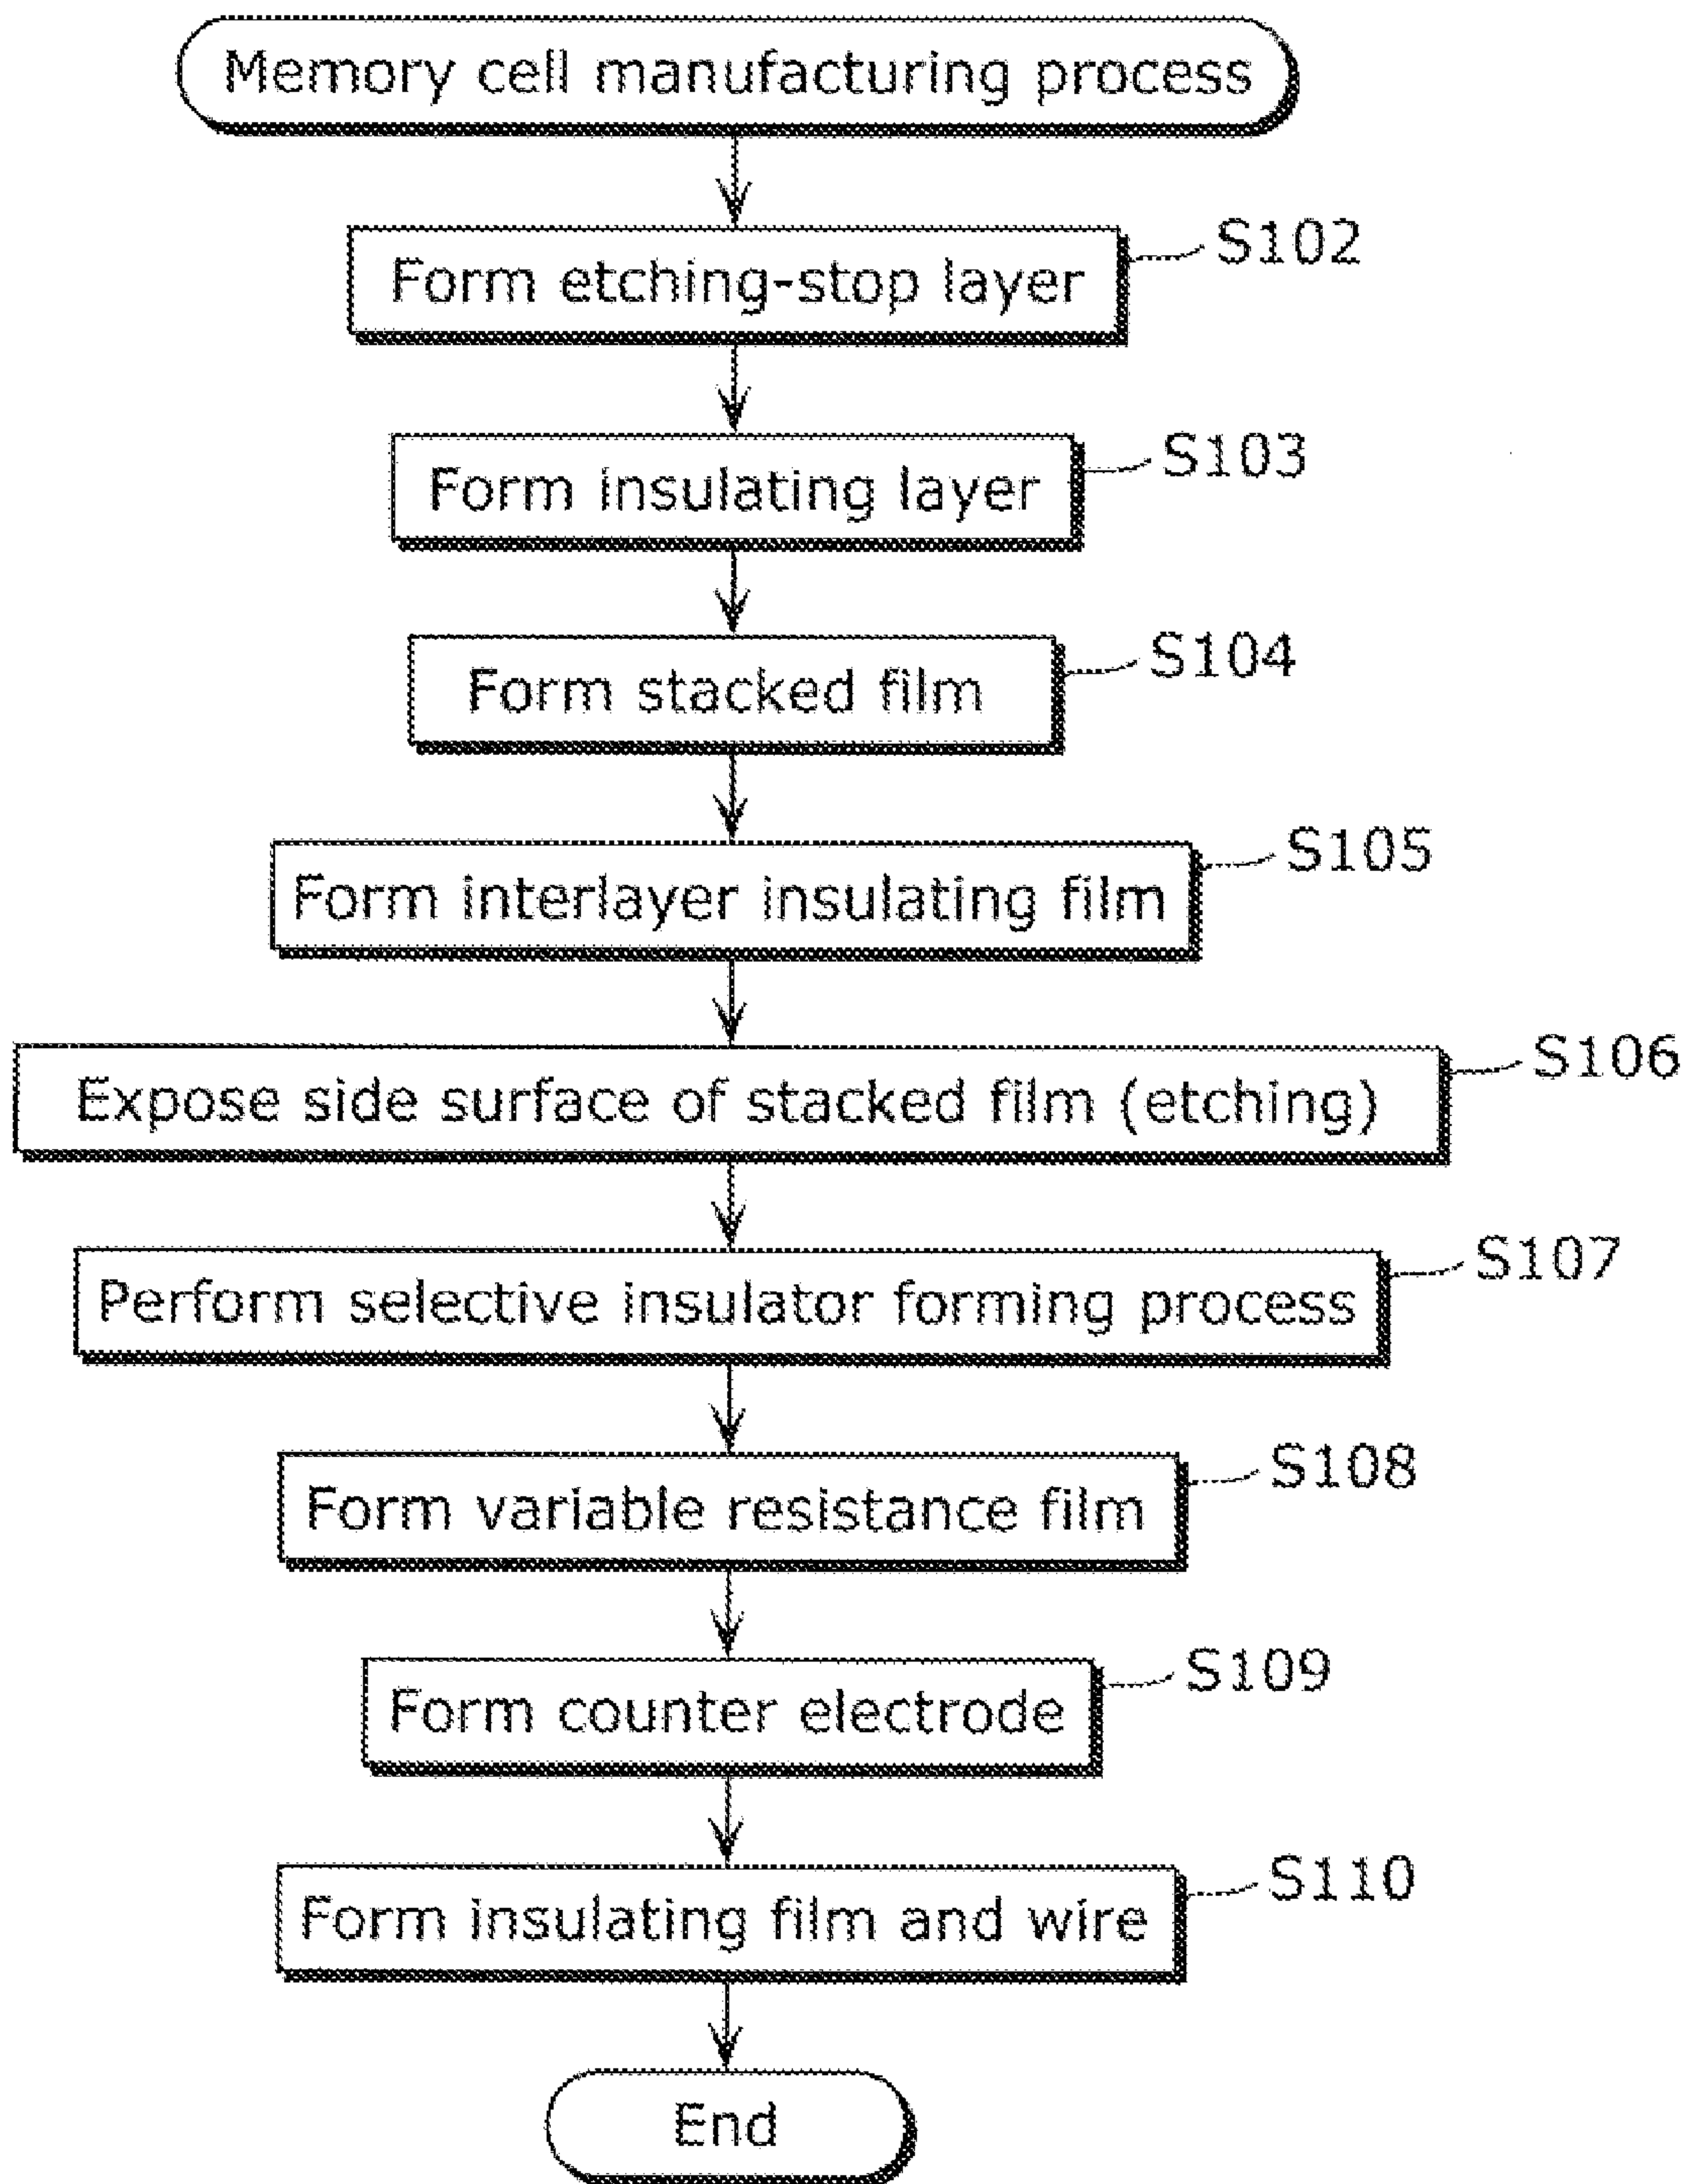 Memory cell manufacturing process
S102
Form etching-stop layer
S103
Form insulating layer
S104
Form stacked film
S105
Form interlayer insulating film
S106
Expose side surface of stacked film (etching)
S107
Perform selective insulator forming process
S108
Form variable resistance film
S109
Form counter electrode
S110
Form insulating film and wire
End